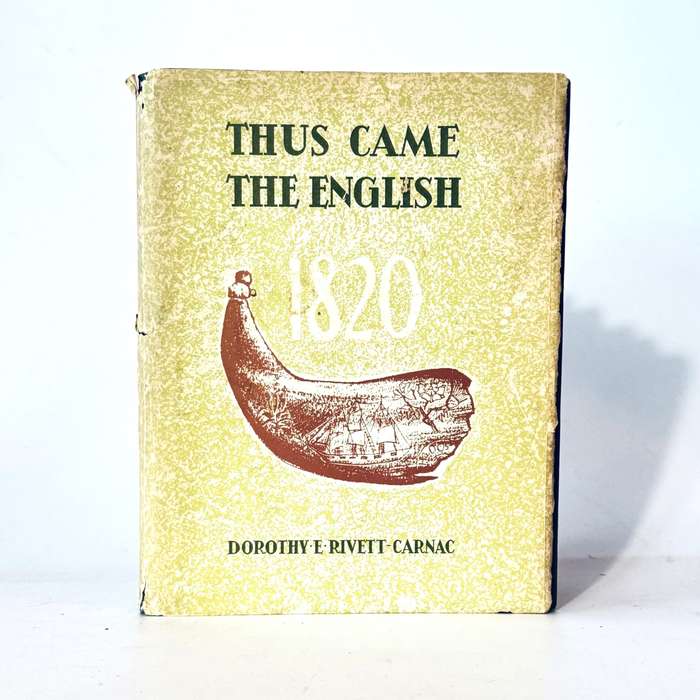 THUS CAME
THE ENGLISH
1820
DOROTHY·E·RIVETT-CARNAC